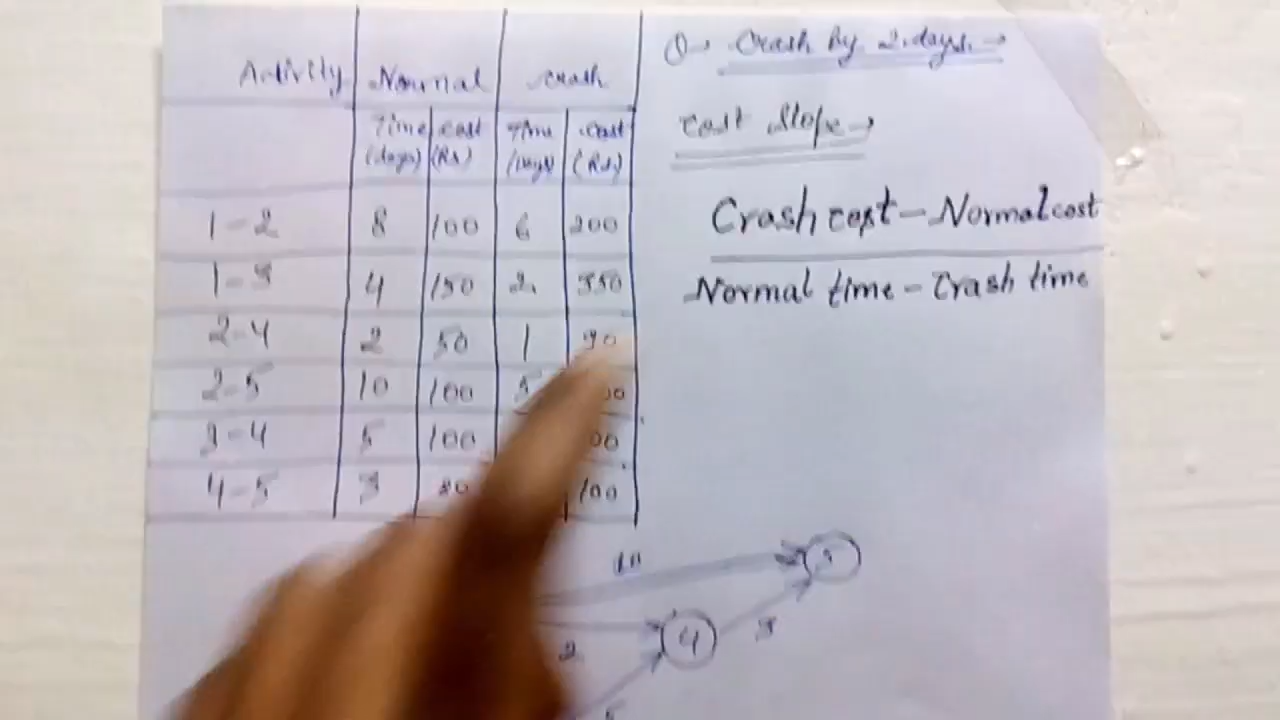 Activity Normal Crash
Time (days) Cost (Rs) Time (Days) Cost (Rs)
1-2 8 100 6 200
1-3 4 150 2 350
2-4 2 50 1 90
2-5 10 100 5
3-4 5 100
4-5 3 80 100
①→ Crash by 2.days.→
Cost Slope→
Crash cost - Normal cost
Normal time - Crash time
10
2
4
3
5